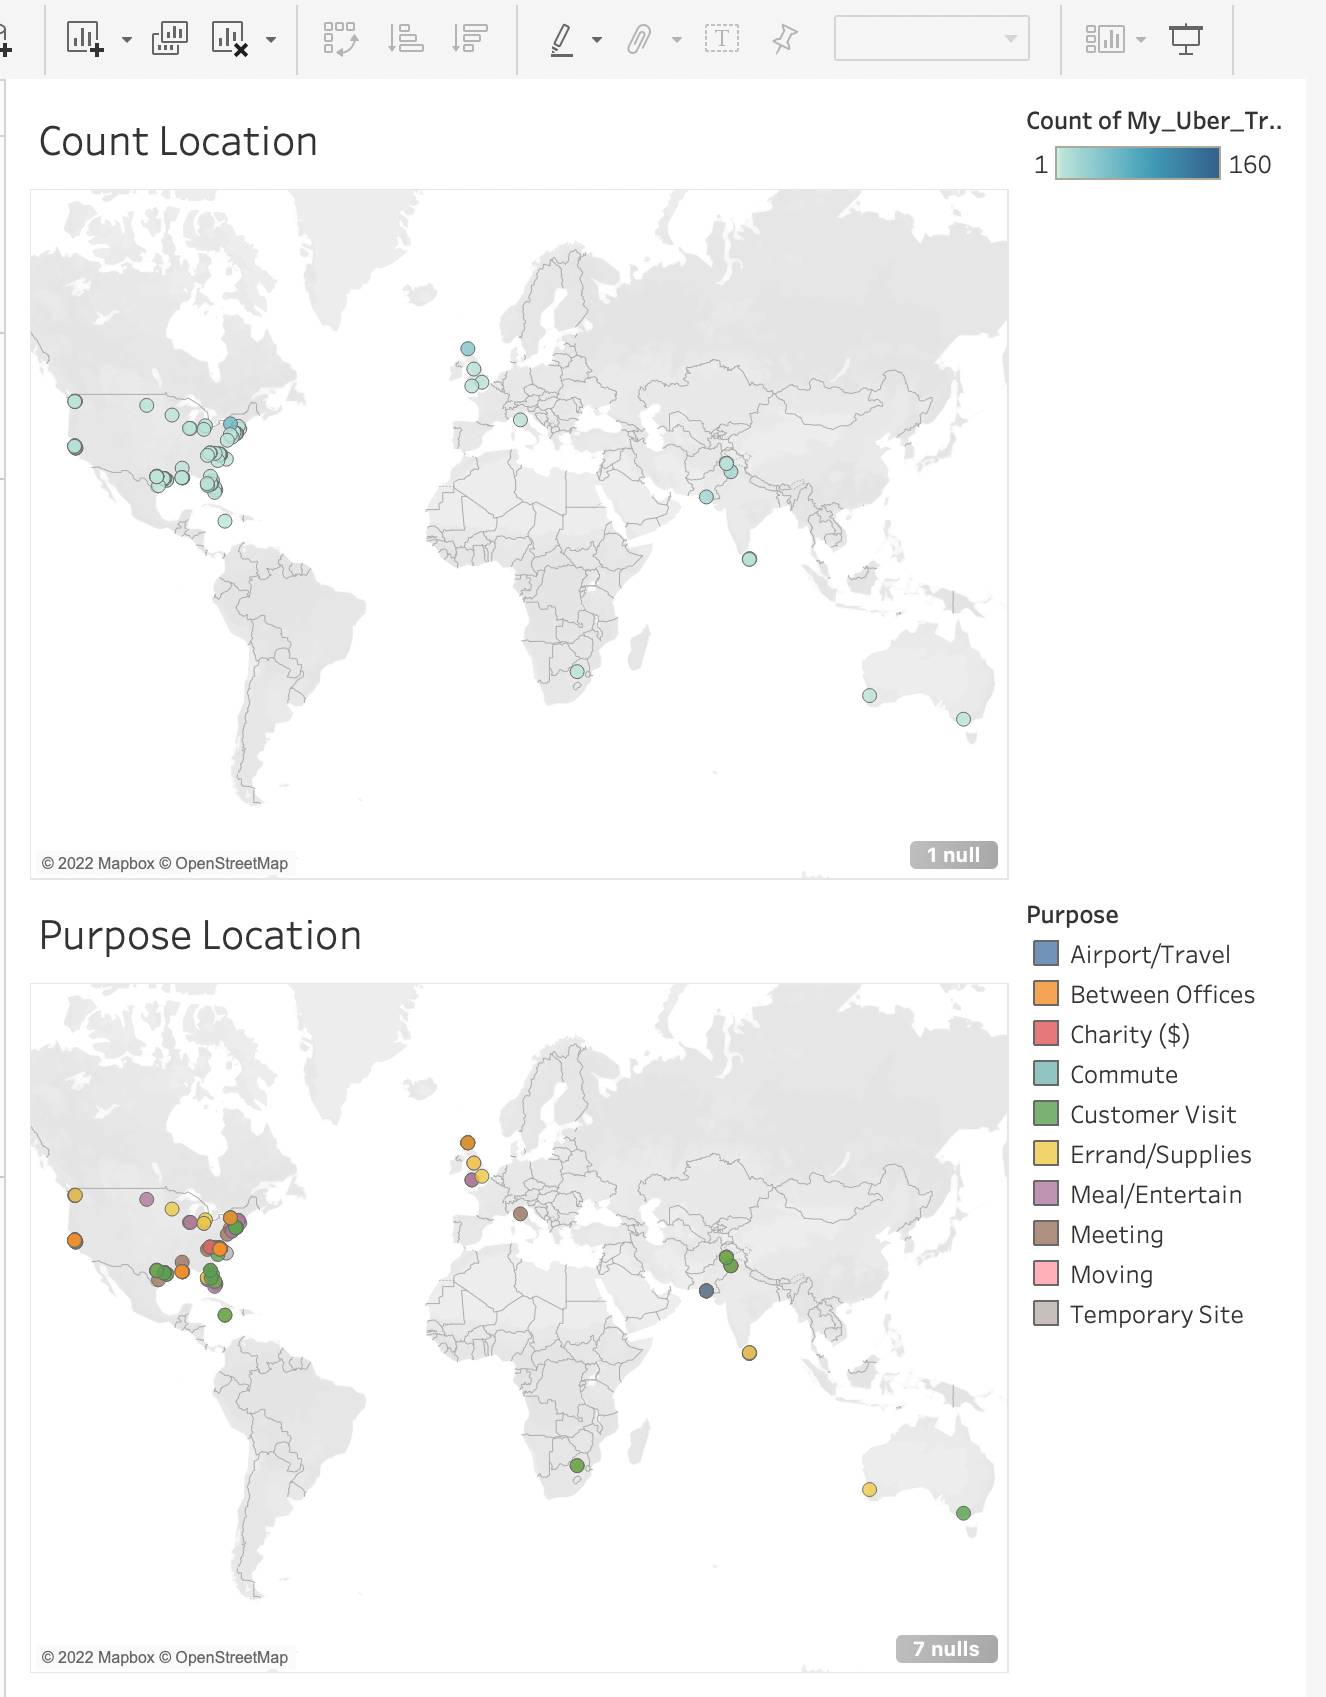 T
Count Location
Count of My_Uber_Tr..
1
160
© 2022 Mapbox © OpenStreetMap
1 null
Purpose Location
Purpose
Airport/Travel
Between Offices
Charity ($)
Commute
Customer Visit
Errand/Supplies
Meal/Entertain
Meeting
Moving
Temporary Site
© 2022 Mapbox © OpenStreetMap
7 nulls